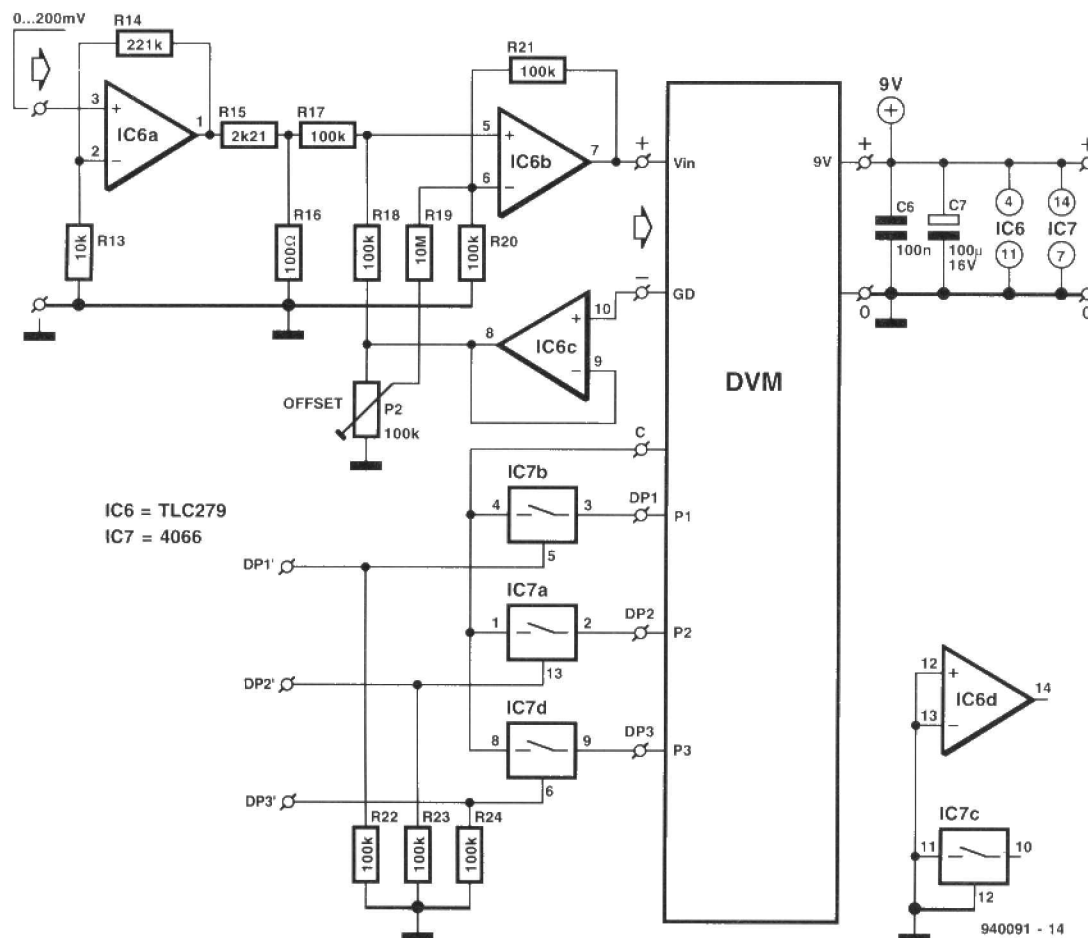 0...200mV
R14
221k
3
+
IC6a
1
2
−
R15
2k21
R17
100k
R21
100k
5
+
IC6b
7
6
−
R13
10k
R16
100Ω
R18
100k
R19
10M
R20
100k
+
Vin
−
GD
DVM
9V
+
0
9V
C6
100n
C7
100µ
16V
4
IC6
11
14
IC7
7
+
0
8
IC6c
+
10
−
9
OFFSET
P2
100k
C
IC7b
4
3
5
DP1
P1
IC6 = TLC279
IC7 = 4066
DP1'
IC7a
1
2
13
DP2
P2
DP2'
IC7d
8
9
6
DP3
P3
DP3'
R22
100k
R23
100k
R24
100k
12
+
IC6d
14
13
−
IC7c
11
10
12
940091 - 14